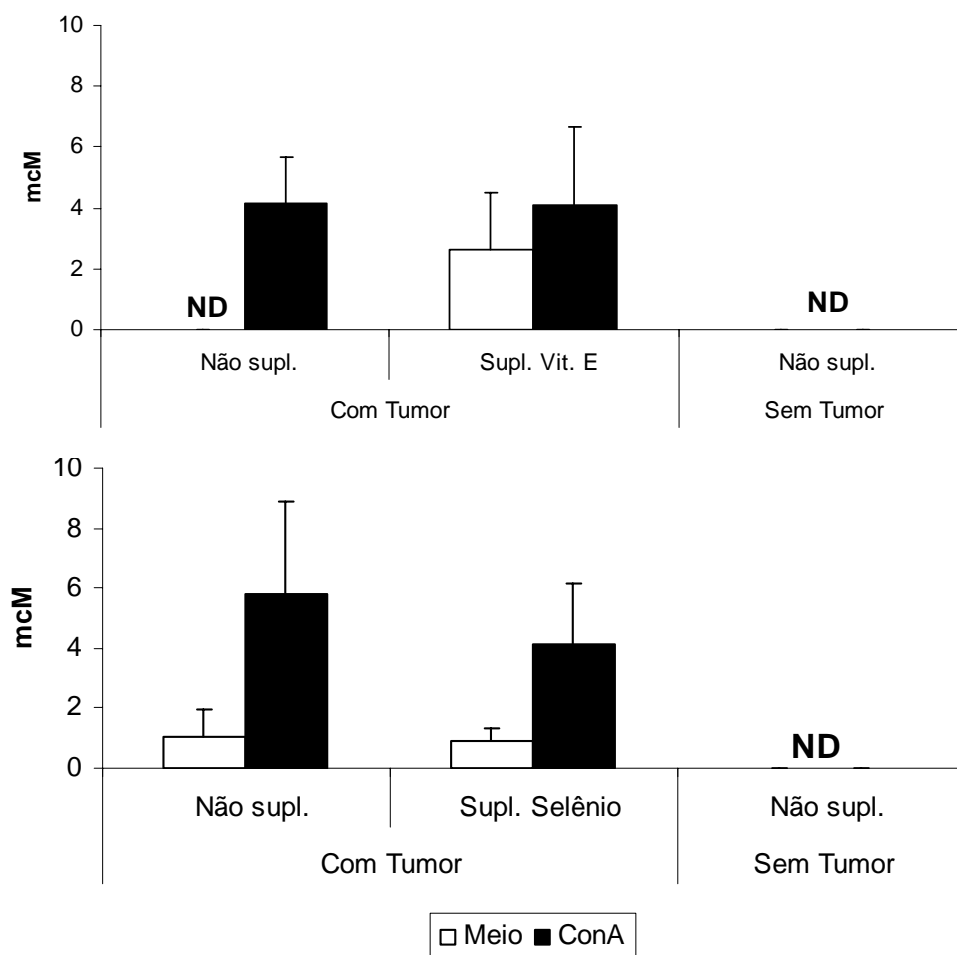 10
8
6
4
2
0
mcM
ND
ND
Não supl.
Supl. Vit. E
Não supl.
Com Tumor
Sem Tumor
10
8
6
4
2
0
mcM
ND
Não supl.
Supl. Selênio
Não supl.
Com Tumor
Sem Tumor
Meio ConA